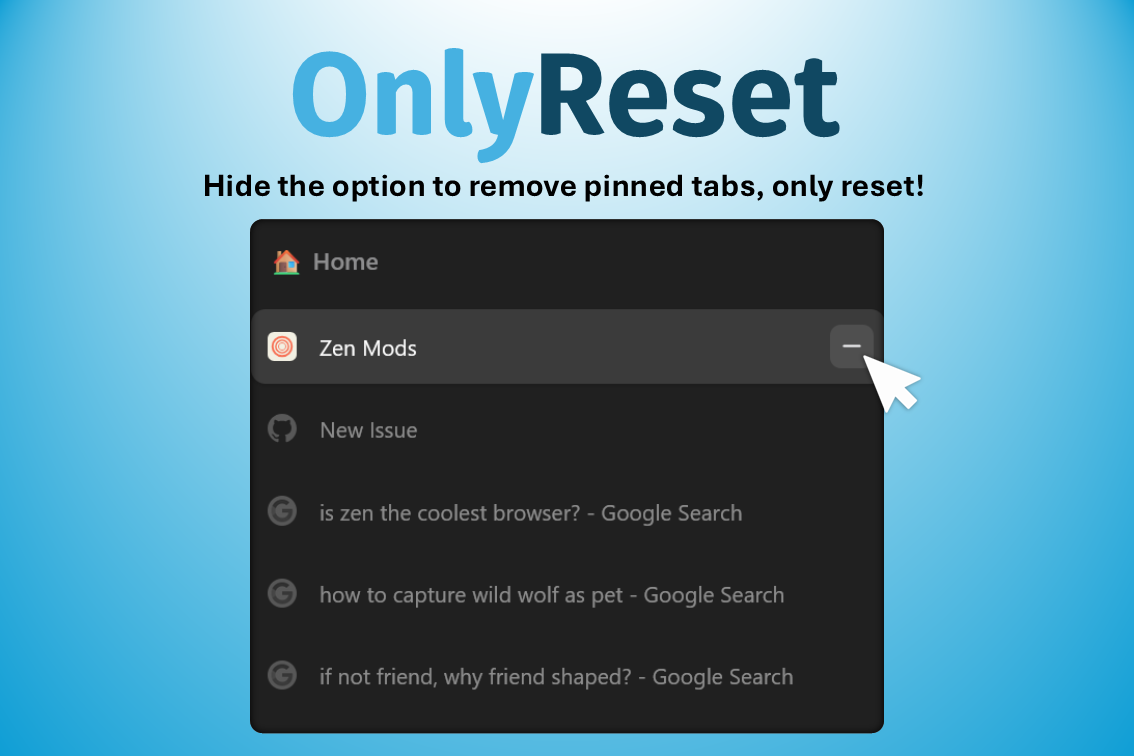 OnlyReset
Hide the option to remove pinned tabs, only reset!
Home
Zen Mods
New Issue
is zen the coolest browser? - Google Search
how to capture wild wolf as pet - Google Search
if not friend, why friend shaped? - Google Search